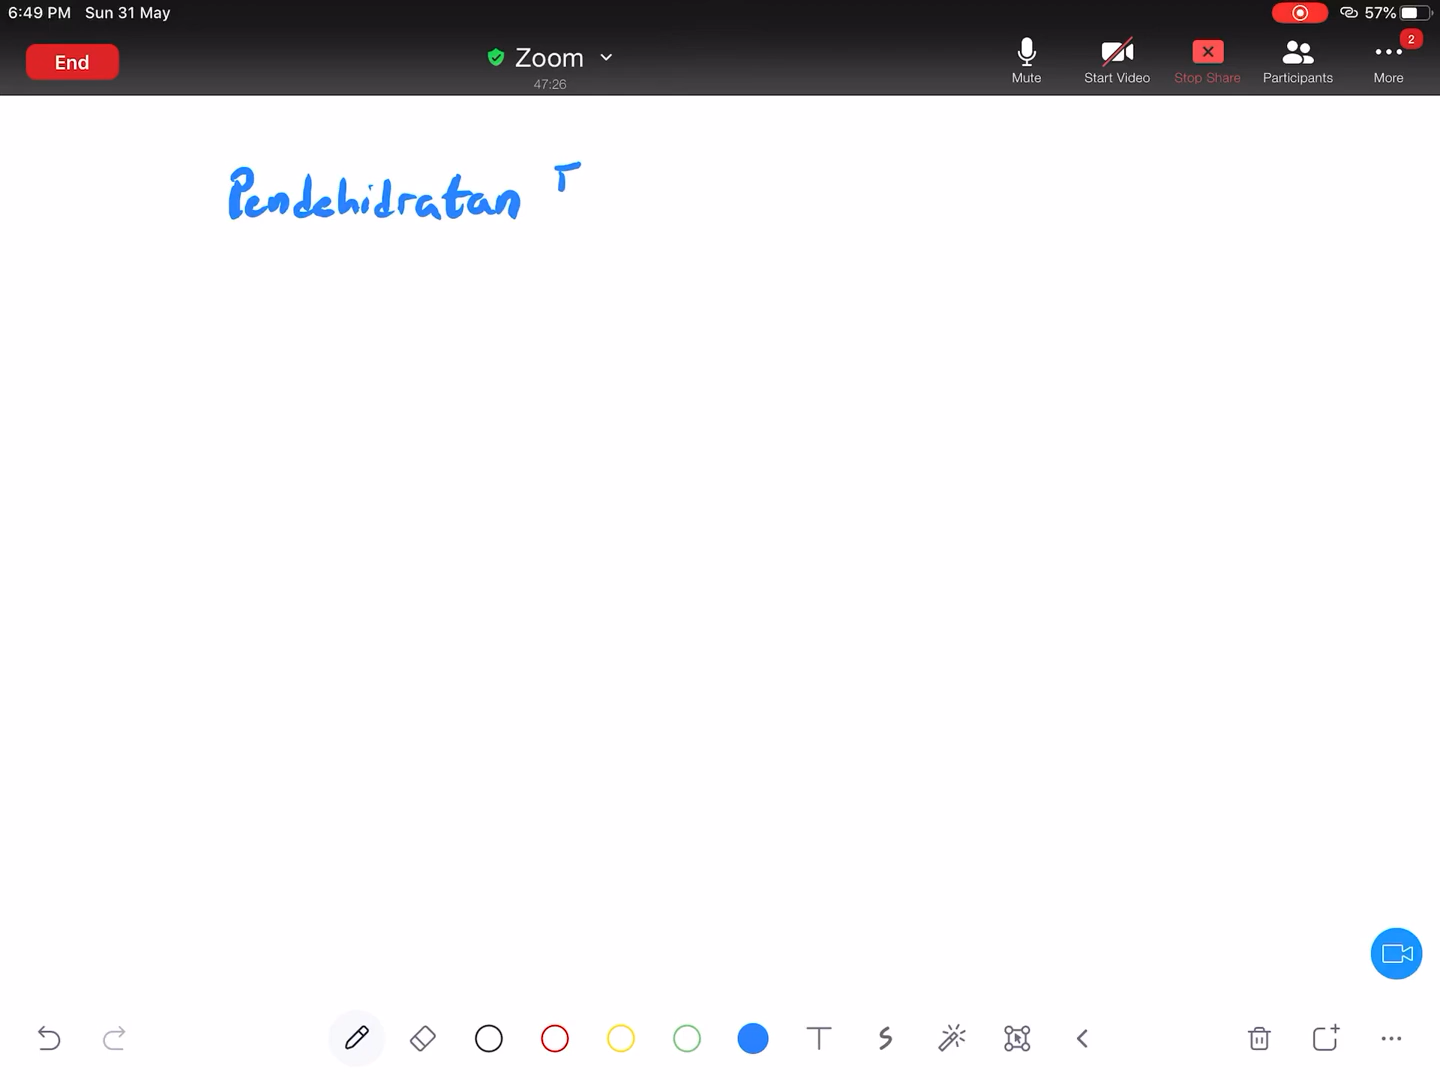 6:49 PM Sun 31 May 57%
End Zoom Mute Start Video Stop Share Participants More 2
47:26
Pendehidratan
T